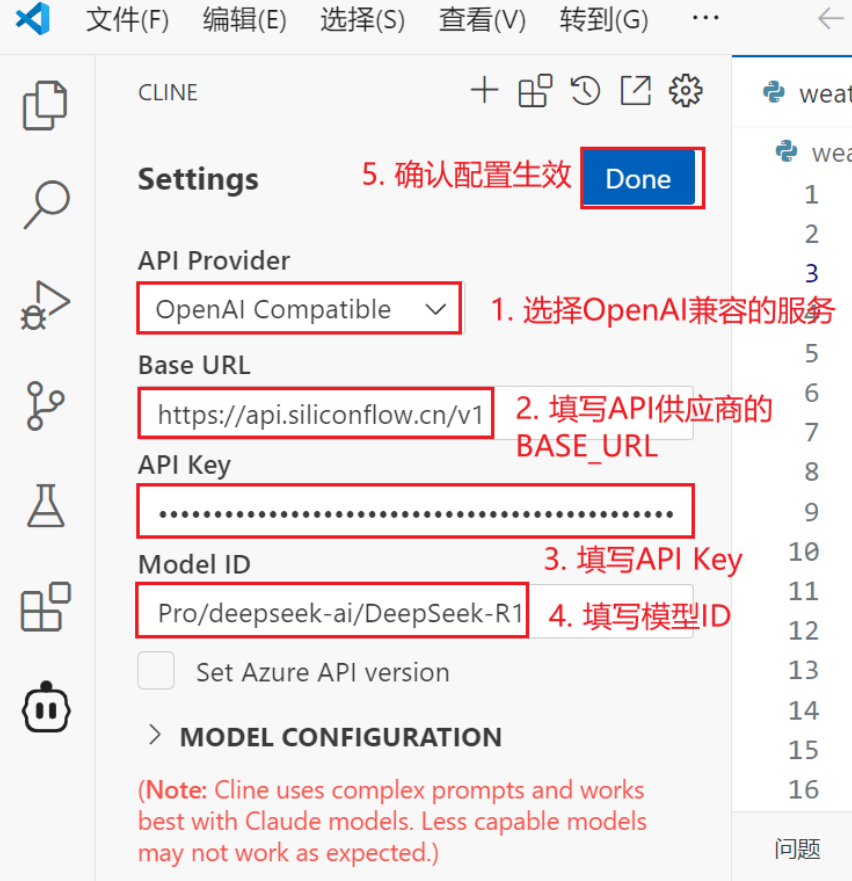 文件(F) 编辑(E) 选择(S) 查看(V) 转到(G) ···
CLINE
weat
wea
Settings
5. 确认配置生效
Done
API Provider
OpenAI Compatible
1. 选择OpenAI兼容的服务
Base URL
https://api.siliconflow.cn/v1
2. 填写API供应商的
BASE_URL
API Key
••••••••••••••••••••••••••••••••••••••••••••••••
3. 填写API Key
Model ID
Pro/deepseek-ai/DeepSeek-R1
4. 填写模型ID
Set Azure API version
MODEL CONFIGURATION
(Note: Cline uses complex prompts and works
best with Claude models. Less capable models
may not work as expected.)
1
2
3
4
5
6
7
8
9
10
11
12
13
14
15
16
问题